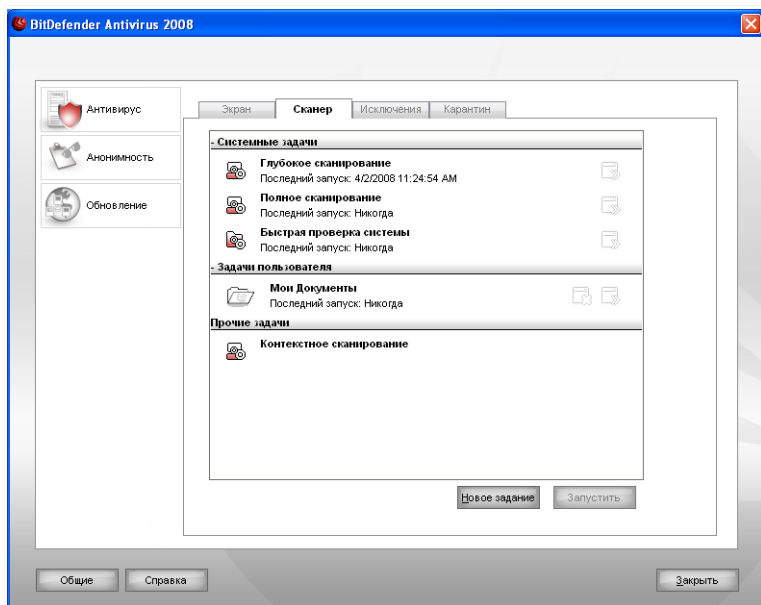 BitDefender Antivirus 2008
Антивирус
Анонимность
Обновление
Экран Сканер Исключения Карантин
- Системные задачи
Глубокое сканирование
Последний запуск: 4/2/2008 11:24:54 AM
Полное сканирование
Последний запуск: Никогда
Быстрая проверка системы
Последний запуск: Никогда
- Задачи пользователя
Мои Документы
Последний запуск: Никогда
Прочие задачи
Контекстное сканирование
Новое задание Запустить
Общие Справка Закрыть